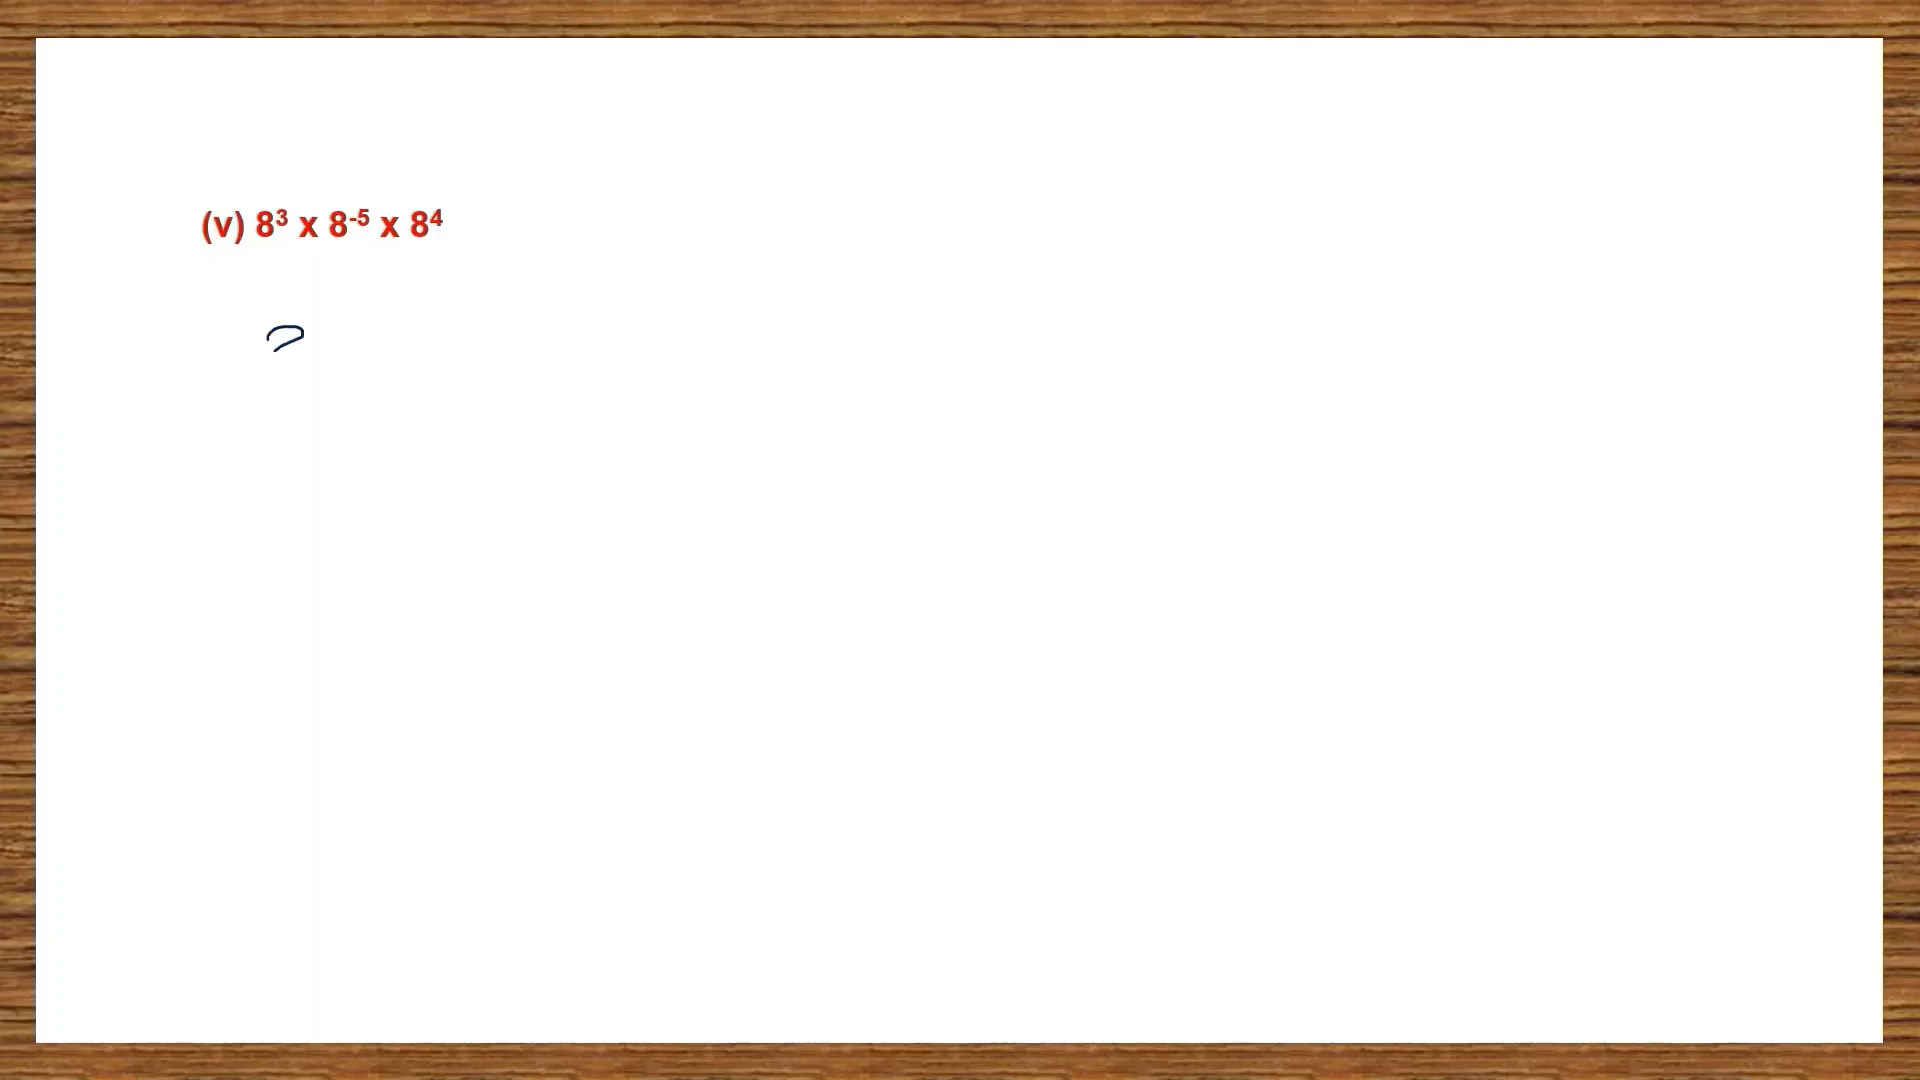 (v) 8³ x 8⁻⁵ x 8⁴